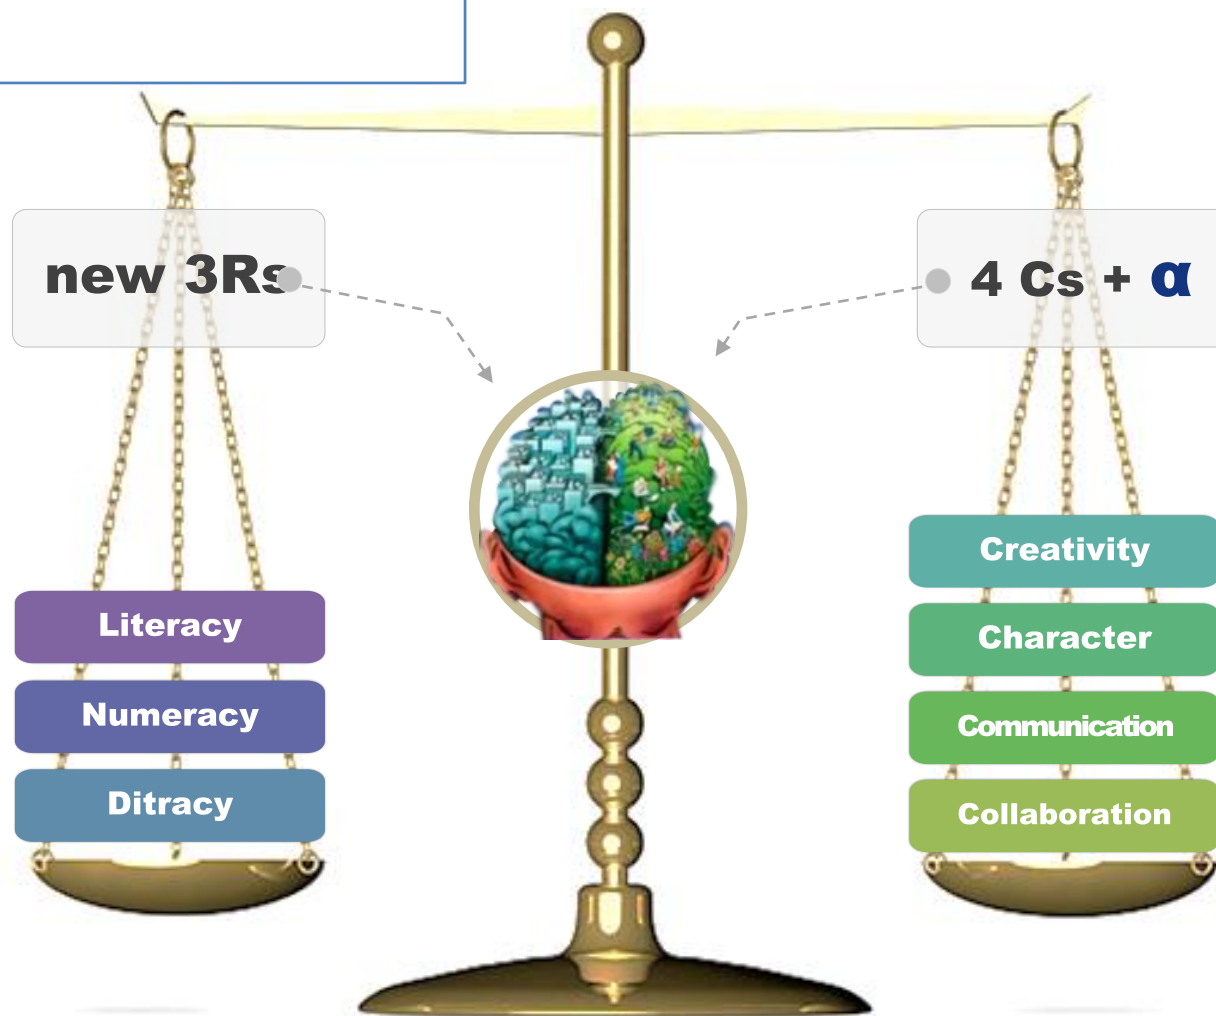 new 3Rs
4 Cs + α
Literacy
Numeracy
Ditracy
Creativity
Character
Communication
Collaboration